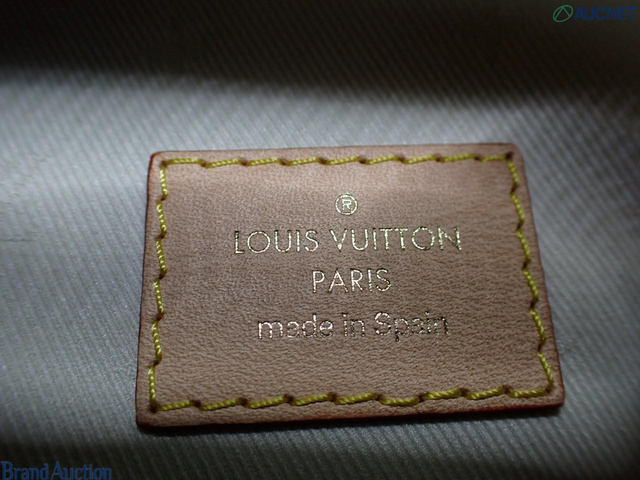 AUCNET
®
LOUIS VUITTON
PARIS
made in Spain
Brand Auction